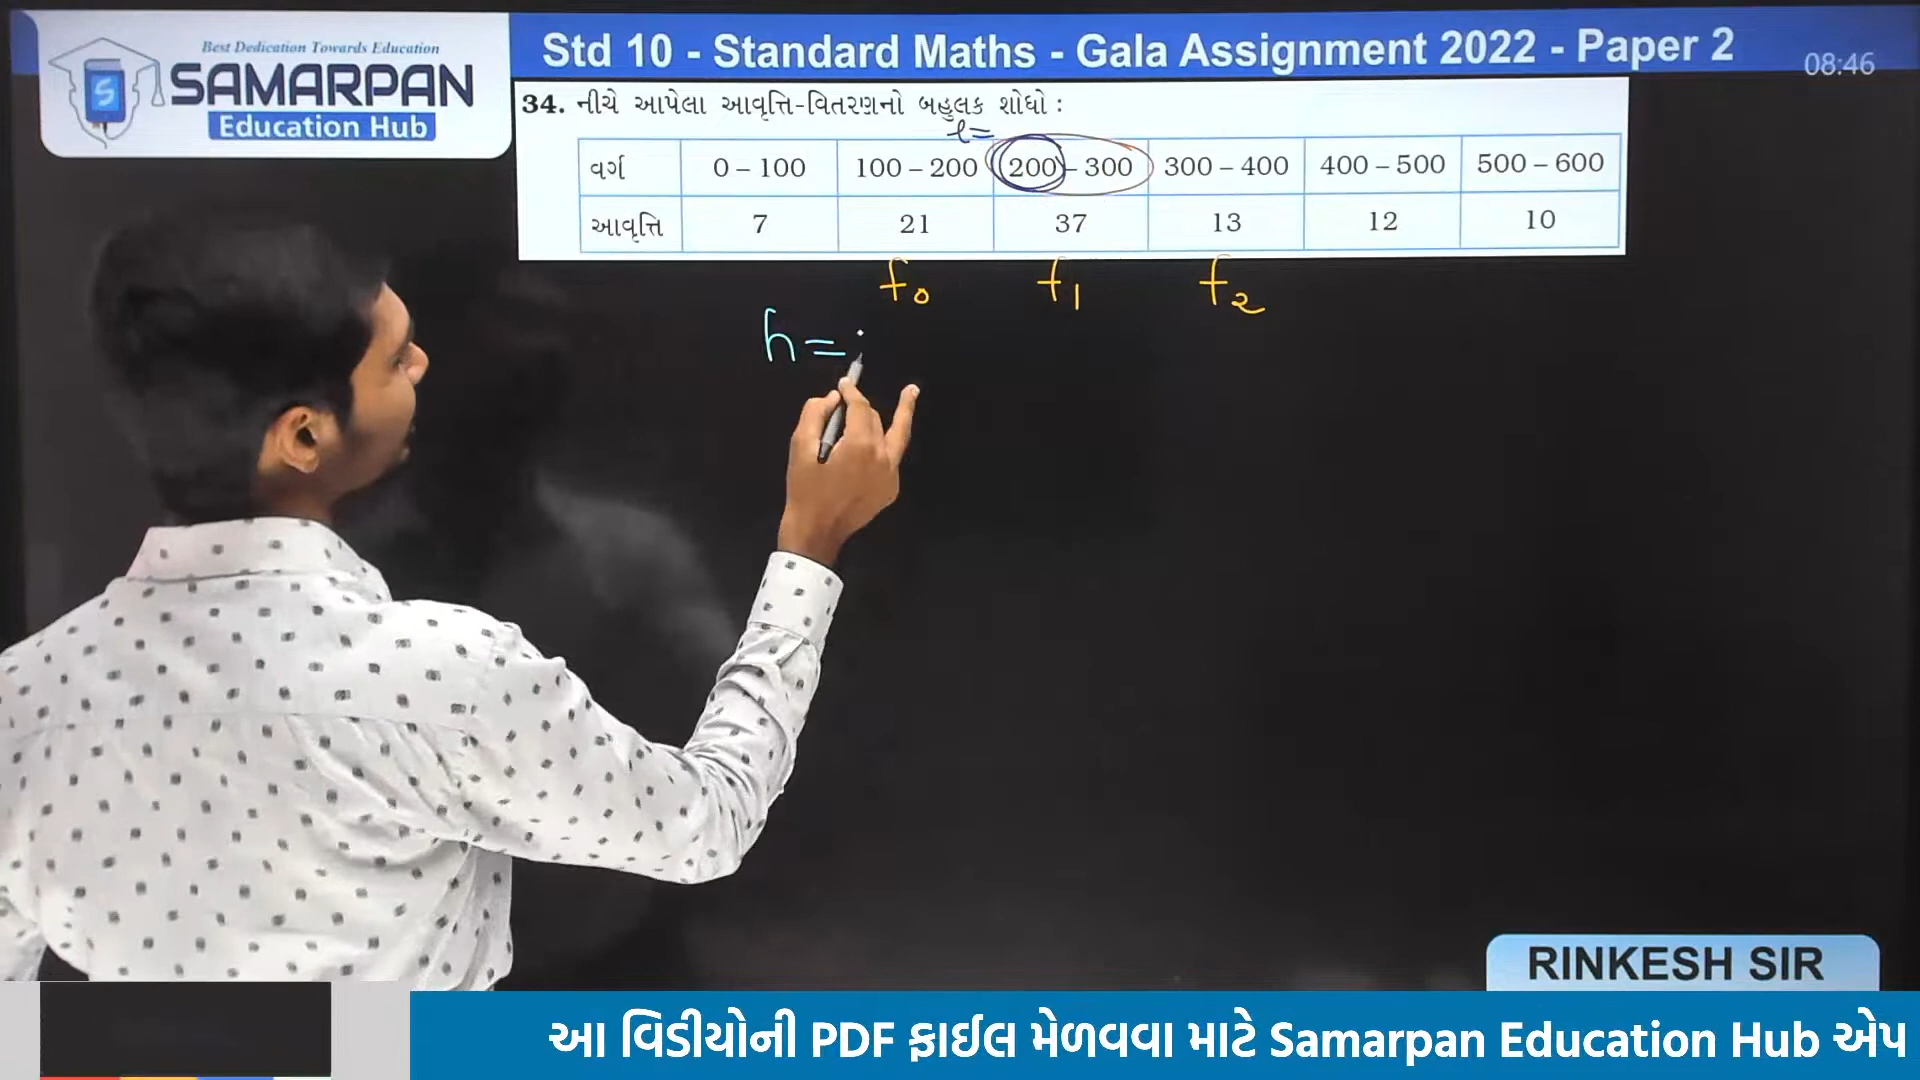 Best Dedication Towards Education
SAMARPAN
Education Hub
Std 10 - Standard Maths - Gala Assignment 2022 - Paper 2
08:46
34. નીચે આપેલા આવૃત્તિ-વિતરણનો બહુલક શોધો :
l=
વર્ગ 0 – 100 100 – 200 200 – 300 300 – 400 400 – 500 500 – 600
આવૃત્તિ 7 21 37 13 12 10
f0 f1 f2
h=
RINKESH SIR
આ વિડીયોની PDF ફાઈલ મેળવવા માટે Samarpan Education Hub એપ